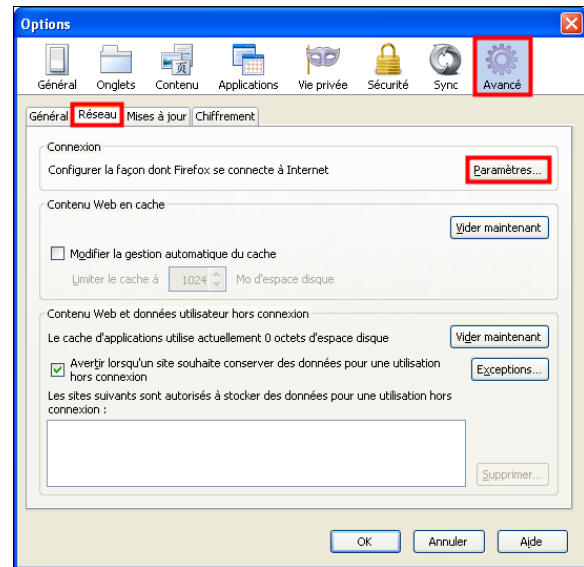 Options
Général Onglets Contenu Applications Vie privée Sécurité Sync Avancé
Général Réseau Mises à jour Chiffrement
Connexion
Configurer la façon dont Firefox se connecte à Internet Paramètres...
Contenu Web en cache
Vider maintenant
Modifier la gestion automatique du cache
Limiter le cache à 1024 Mo d'espace disque
Contenu Web et données utilisateur hors connexion
Le cache d'applications utilise actuellement 0 octets d'espace disque Vider maintenant
Avertir lorsqu'un site souhaite conserver des données pour une utilisation
hors connexion Exceptions...
Les sites suivants sont autorisés à stocker des données pour une utilisation hors
connexion :
Supprimer...
OK Annuler Aide